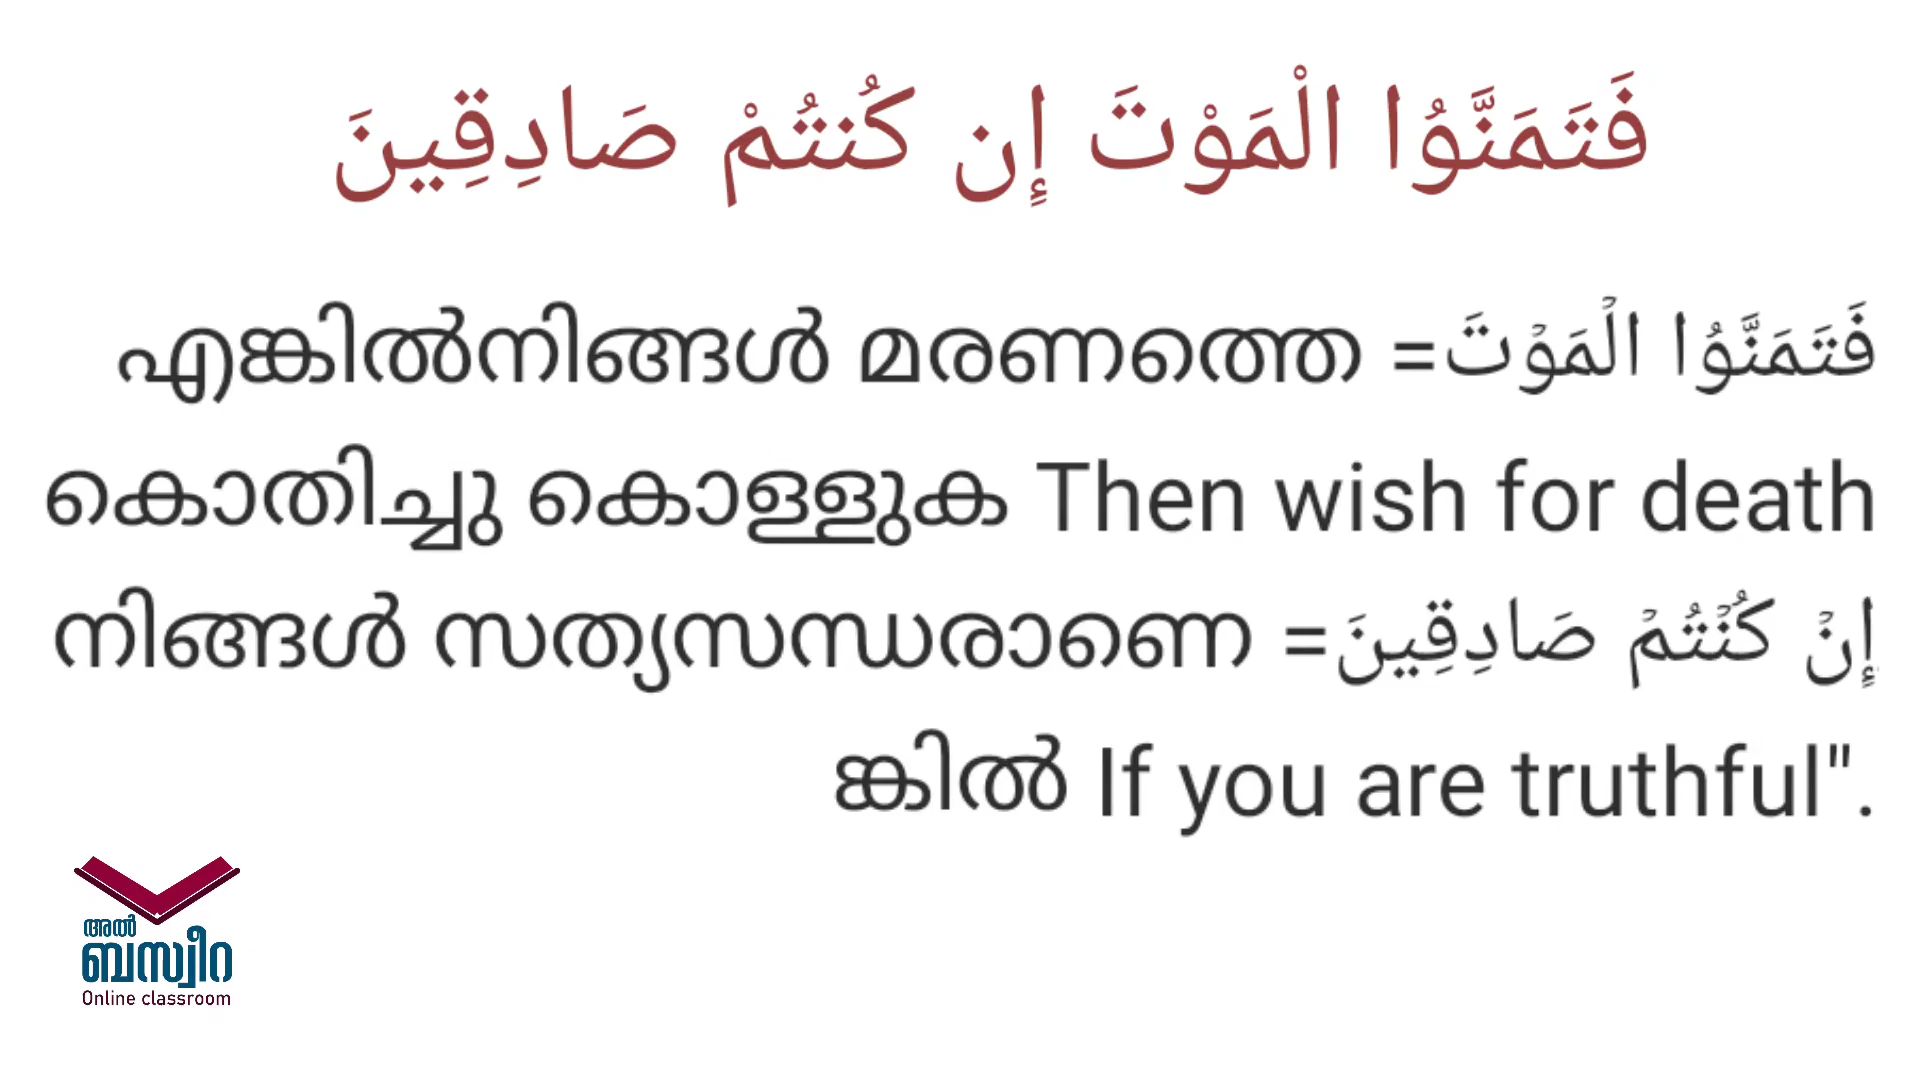 فَتَمَنَّوُا الْمَوْتَ إِن كُنتُمْ صَادِقِينَ
فَتَمَنَّوُا الْمَوْتَ= എങ്കിൽനിങ്ങൾ മരണത്തെ
കൊതിച്ചു കൊള്ളുക Then wish for death
إِنْ كُنْتُمْ صَادِقِينَ= നിങ്ങൾ സത്യസന്ധരാണെ
ങ്കിൽ If you are truthful".
അൽ
ബസ്വീറ
Online classroom